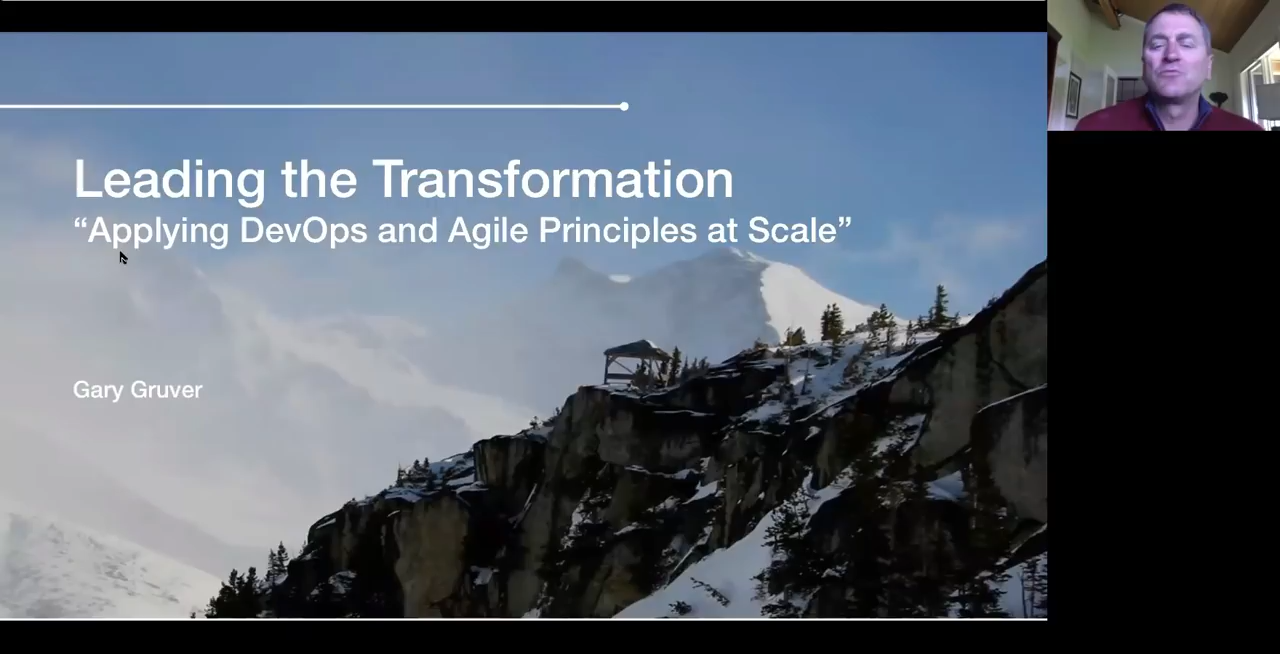 Leading the Transformation
“Applying DevOps and Agile Principles at Scale”
Gary Gruver